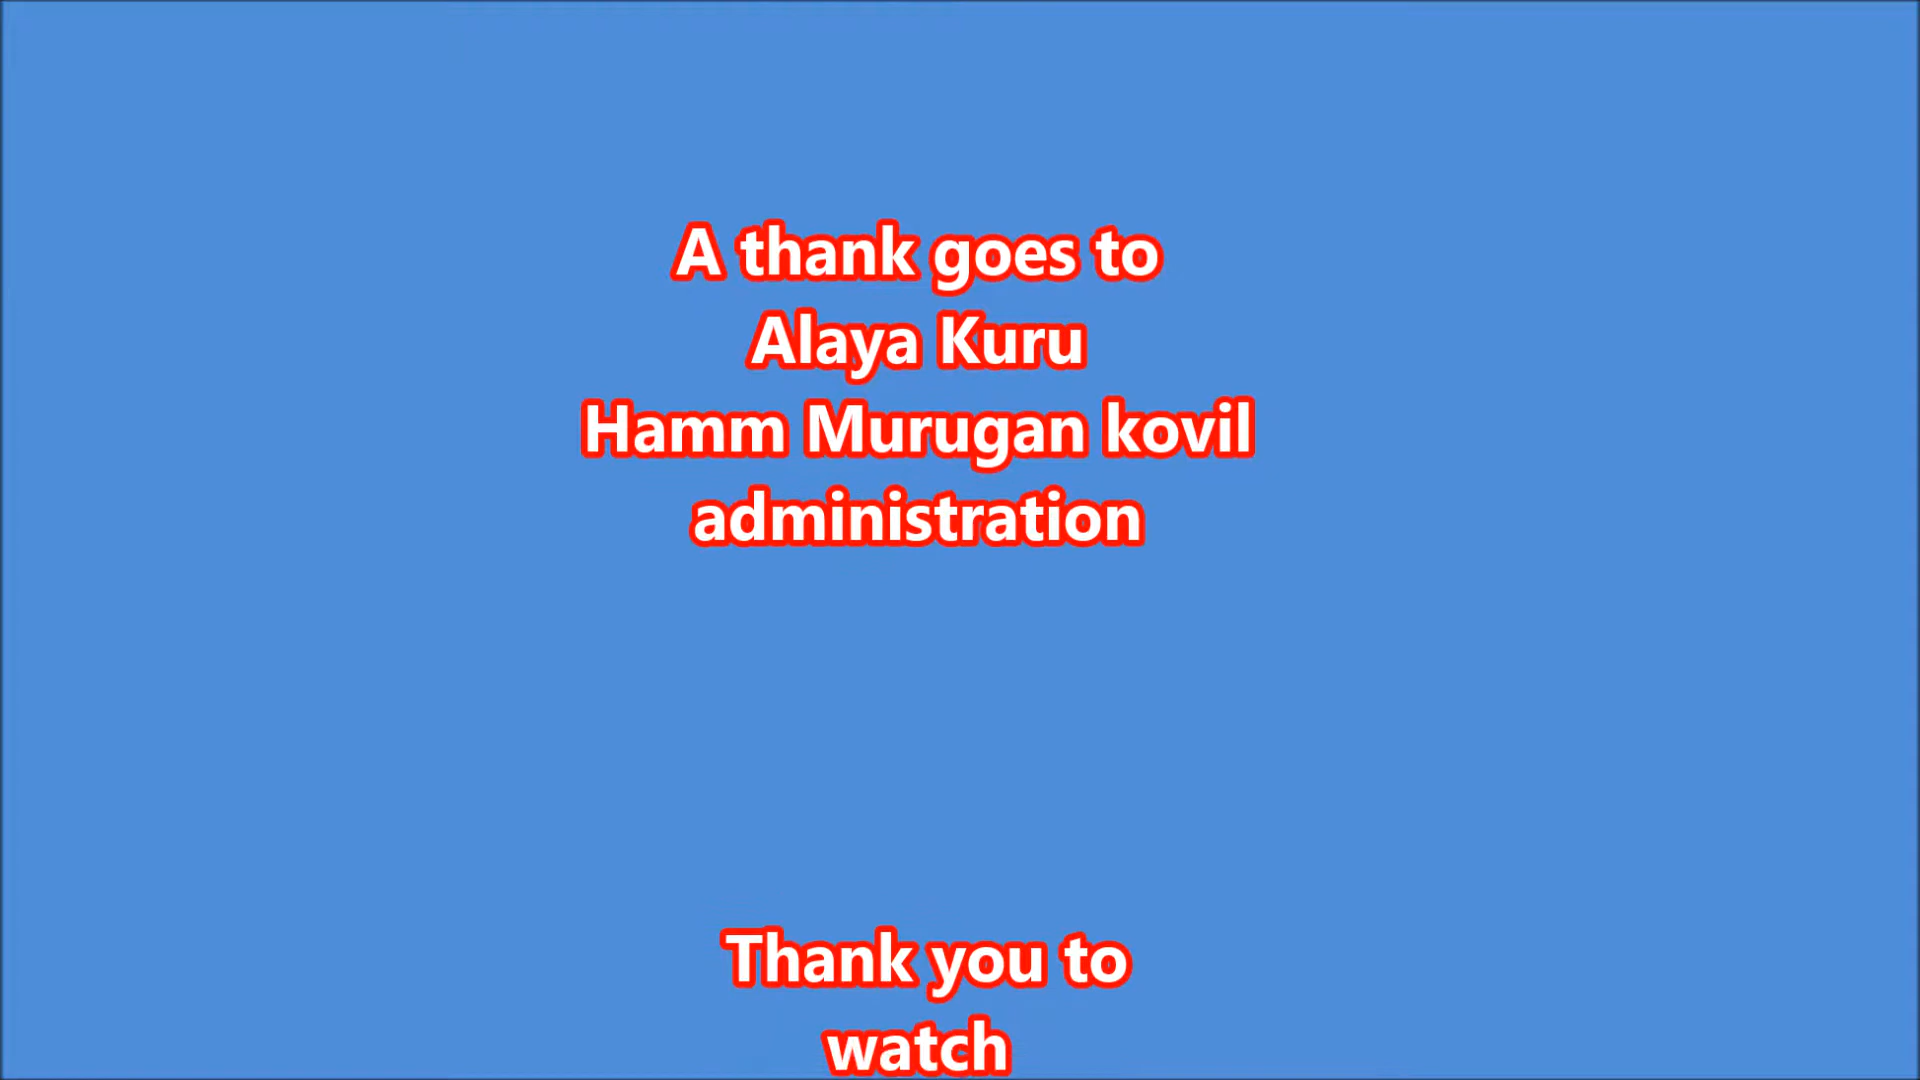 A thank goes to
Alaya Kuru
Hamm Murugan kovil
administration
Thank you to
watch